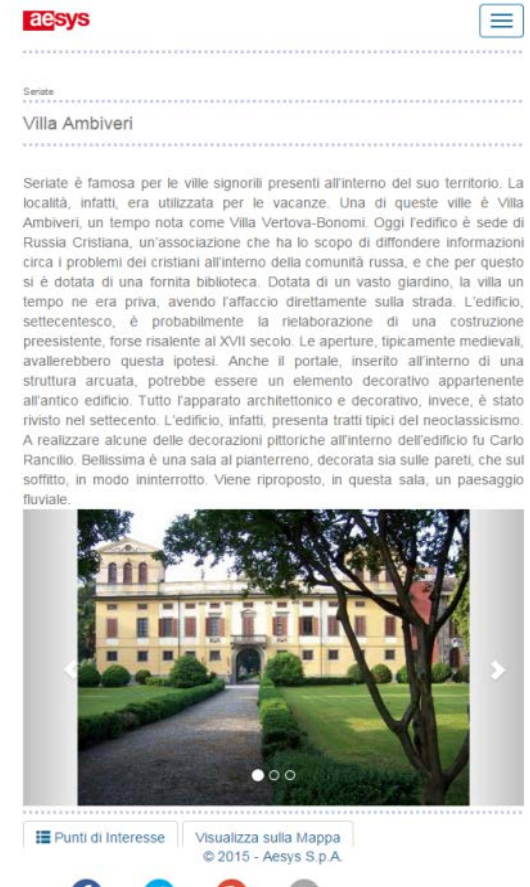 aesys
Seriate
Villa Ambiveri
Seriate è famosa per le ville signorili presenti all'interno del suo territorio. La
località, infatti, era utilizzata per le vacanze. Una di queste ville è Villa
Ambiveri, un tempo nota come Villa Vertova-Bonomi. Oggi l'edifico è sede di
Russia Cristiana, un'associazione che ha lo scopo di diffondere informazioni
circa i problemi dei cristiani all'interno della comunità russa, e che per questo
si è dotata di una fornita biblioteca. Dotata di un vasto giardino, la villa un
tempo ne era priva, avendo l'affaccio direttamente sulla strada. L'edificio,
settecentesco, è probabilmente la rielaborazione di una costruzione
preesistente, forse risalente al XVII secolo. Le aperture, tipicamente medievali,
avallerebbero questa ipotesi. Anche il portale, inserito all'interno di una
struttura arcuata, potrebbe essere un elemento decorativo appartenente
all'antico edificio. Tutto l'apparato architettonico e decorativo, invece, è stato
rivisto nel settecento. L'edificio, infatti, presenta tratti tipici del neoclassicismo.
A realizzare alcune delle decorazioni pittoriche all'interno dell'edificio fu Carlo
Rancilio. Bellissima è una sala al pianterreno, decorata sia sulle pareti, che sul
soffitto, in modo ininterrotto. Viene riproposto, in questa sala, un paesaggio
fluviale.
Punti di Interesse
Visualizza sulla Mappa
© 2015 - Aesys S.p.A.